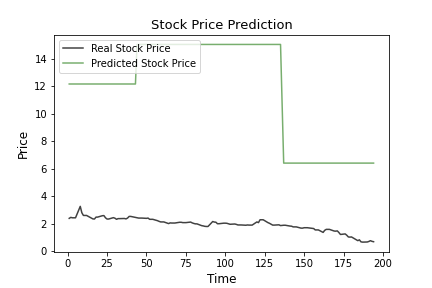 Stock Price Prediction
Real Stock Price
Predicted Stock Price
Price
14
12
10
8
6
4
2
0
0 25 50 75 100 125 150 175 200
Time